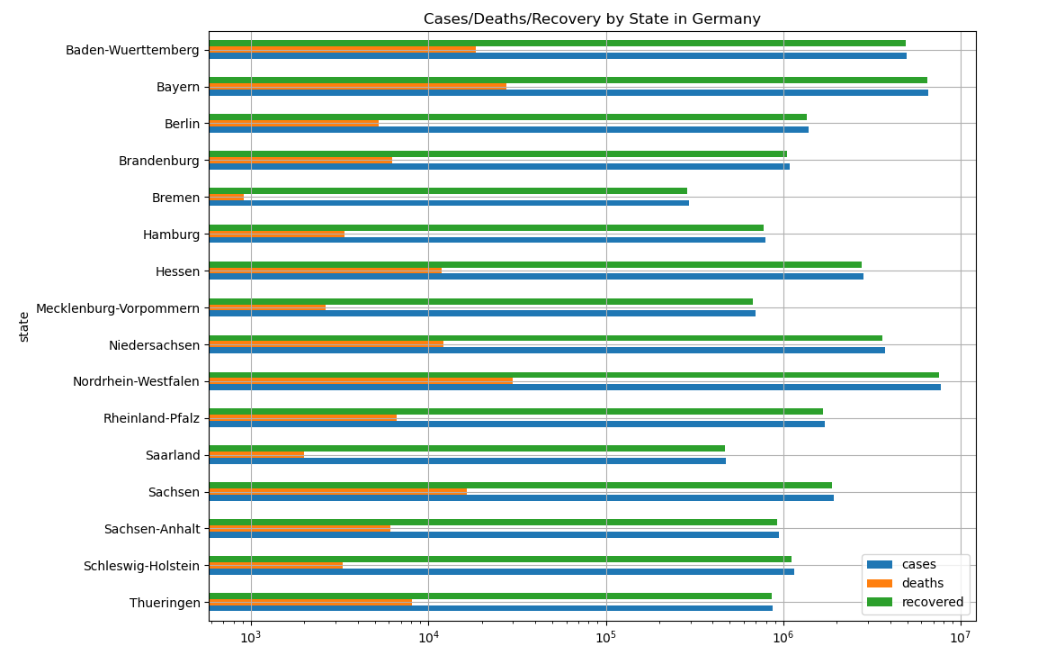 Cases/Deaths/Recovery by State in Germany
Baden-Wuerttemberg
Bayern
Berlin
Brandenburg
Bremen
Hamburg
Hessen
Mecklenburg-Vorpommern
state
Niedersachsen
Nordrhein-Westfalen
Rheinland-Pfalz
Saarland
Sachsen
Sachsen-Anhalt
Schleswig-Holstein
Thueringen
cases
deaths
recovered
10³
10⁴
10⁵
10⁶
10⁷